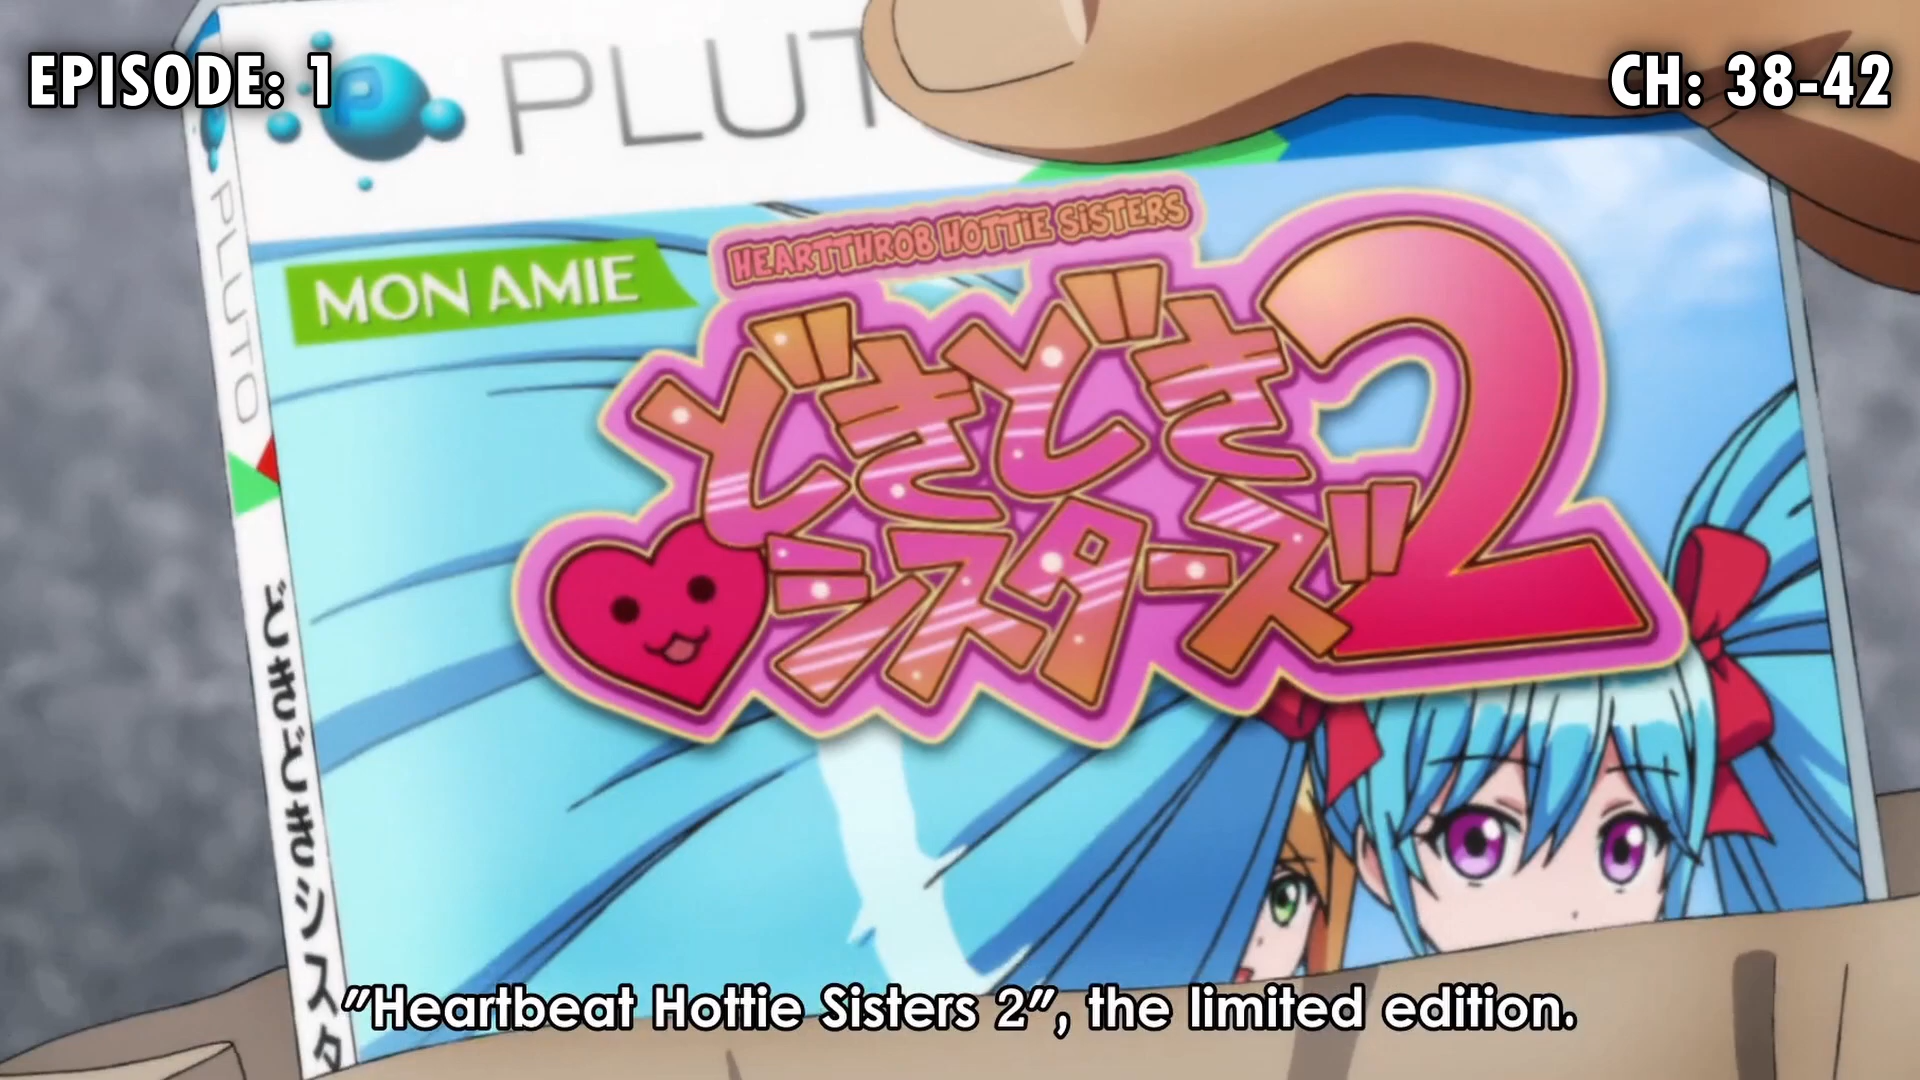 EPISODE: 1
CH: 38-42
P
PLUT
PLUTO
MON AMIE
HEARTTHROB HOTTiE SiSTERS
どきどき
シスターズ2
どきどきシスタ
"Heartbeat Hottie Sisters 2", the limited edition.